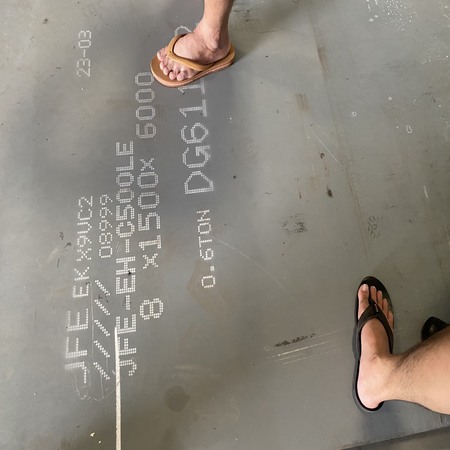 JFE EK X9UC2 23-03
///// 08999
JFE-EH-C500LE
8 x1500x 6000
0.6TON DG611